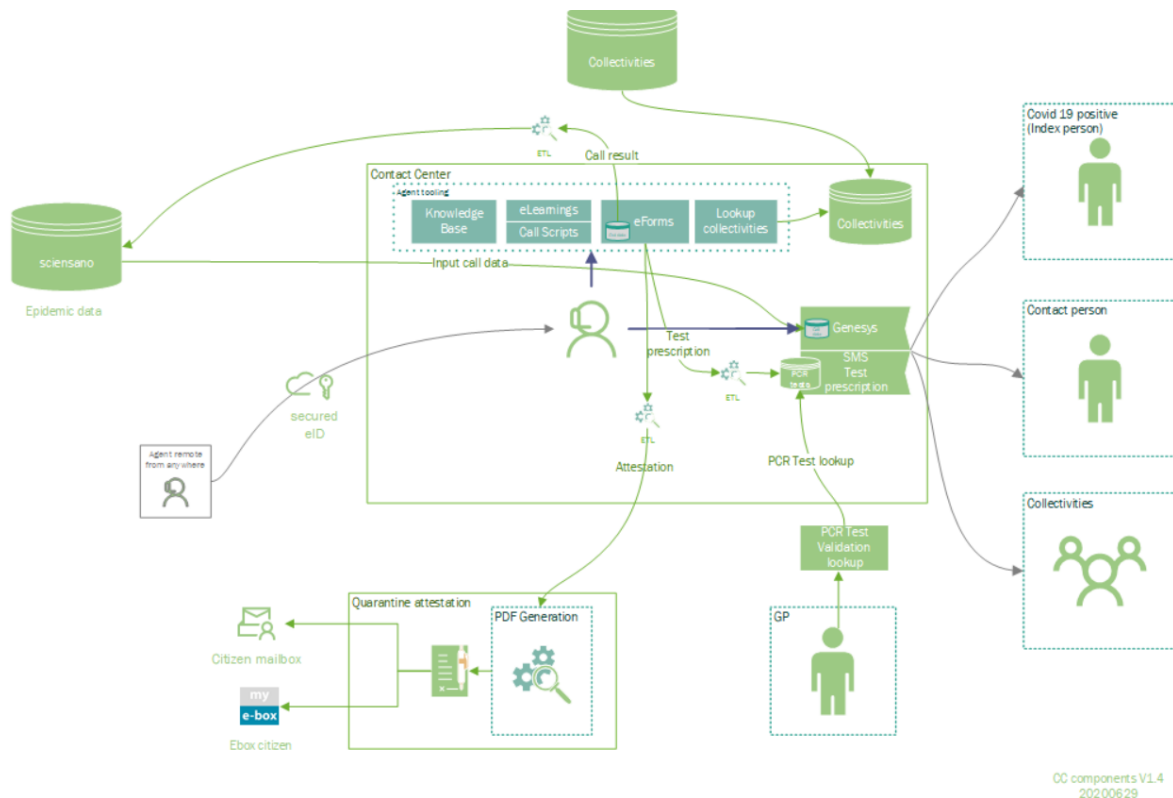 Collectivities
Covid 19 positive
(Index person)
ETL
Call result
Contact Center
Agent tooling
Knowledge
Base
eLearnings
Call Scripts
eForms
Lookup
collectivities
Collectivities
sciensano
Input call data
Epidemic data
Contact person
Genesys
Test
prescription
SMS
Test
prescription
PCR
tests
ETL
secured
eID
ETL
Agent remote
from anywhere
Attestation
PCR Test lookup
Collectivities
PCR Test
Validation
lookup
Quarantine attestation
PDF Generation
GP
Citizen mailbox
my
e-box
Ebox citizen
CC components V1.4
20200629